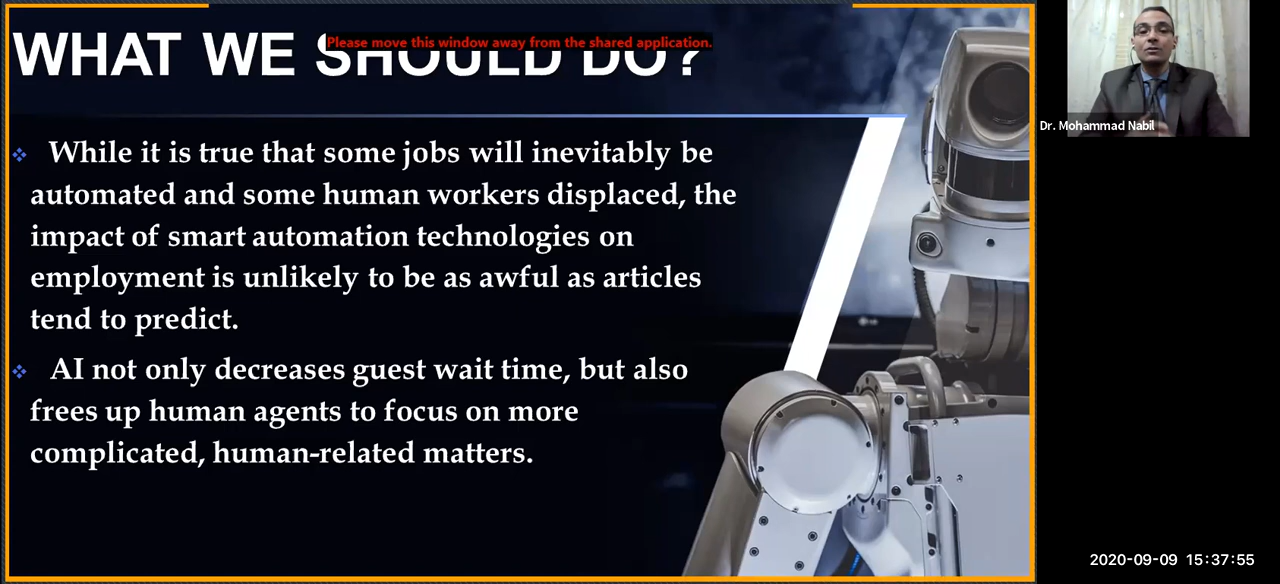 WHAT WE SHOULD DO?
Please move this window away from the shared application.
❖ While it is true that some jobs will inevitably be
automated and some human workers displaced, the
impact of smart automation technologies on
employment is unlikely to be as awful as articles
tend to predict.
❖ AI not only decreases guest wait time, but also
frees up human agents to focus on more
complicated, human-related matters.
Dr. Mohammad Nabil
2020-09-09 15:37:55